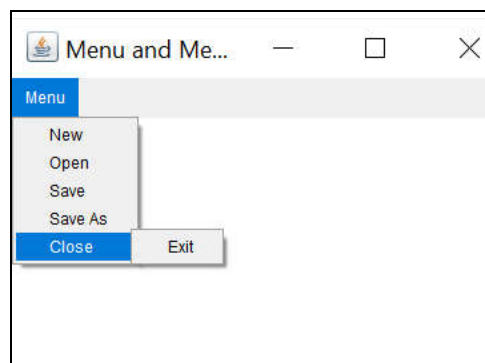 Menu and Me...
Menu
New
Open
Save
Save As
Close
Exit